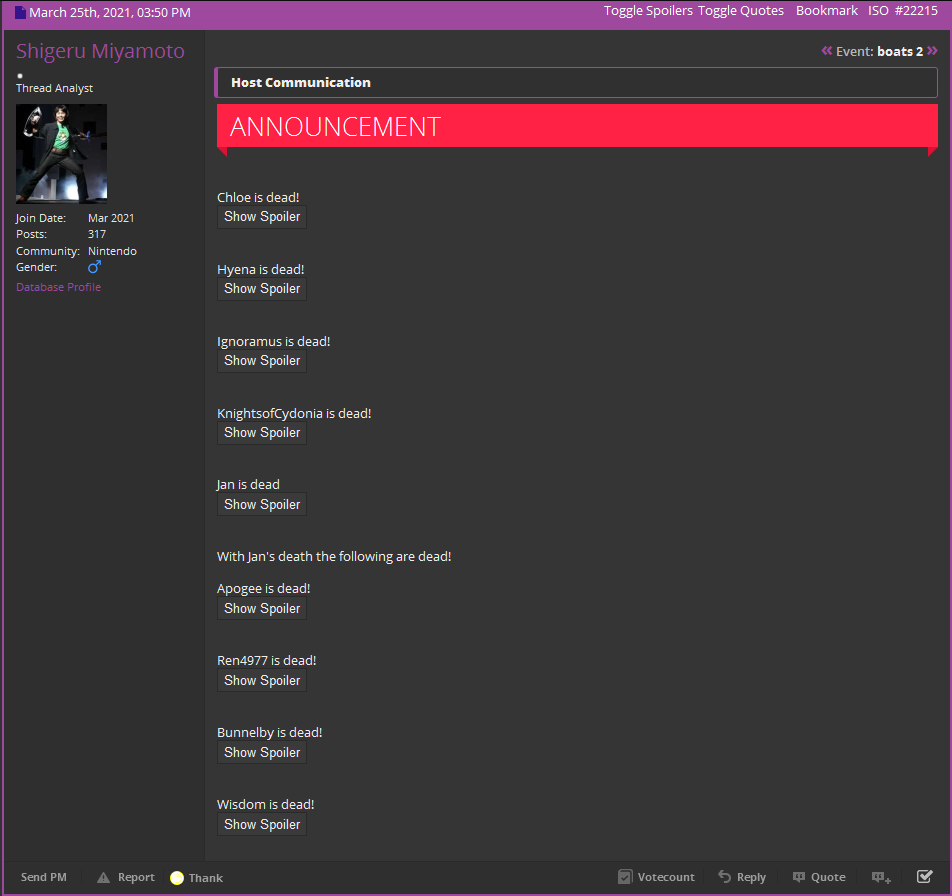 March 25th, 2021, 03:50 PM
Toggle Spoilers Toggle Quotes Bookmark ISO #22215
Shigeru Miyamoto
Thread Analyst
Join Date: Mar 2021
Posts: 317
Community: Nintendo
Gender:
Database Profile
« Event: boats 2 »
Host Communication
ANNOUNCEMENT
Chloe is dead!
Show Spoiler
Hyena is dead!
Show Spoiler
Ignoramus is dead!
Show Spoiler
KnightsofCydonia is dead!
Show Spoiler
Jan is dead
Show Spoiler
With Jan's death the following are dead!
Apogee is dead!
Show Spoiler
Ren4977 is dead!
Show Spoiler
Bunnelby is dead!
Show Spoiler
Wisdom is dead!
Show Spoiler
Send PM Report Thank Votecount Reply Quote